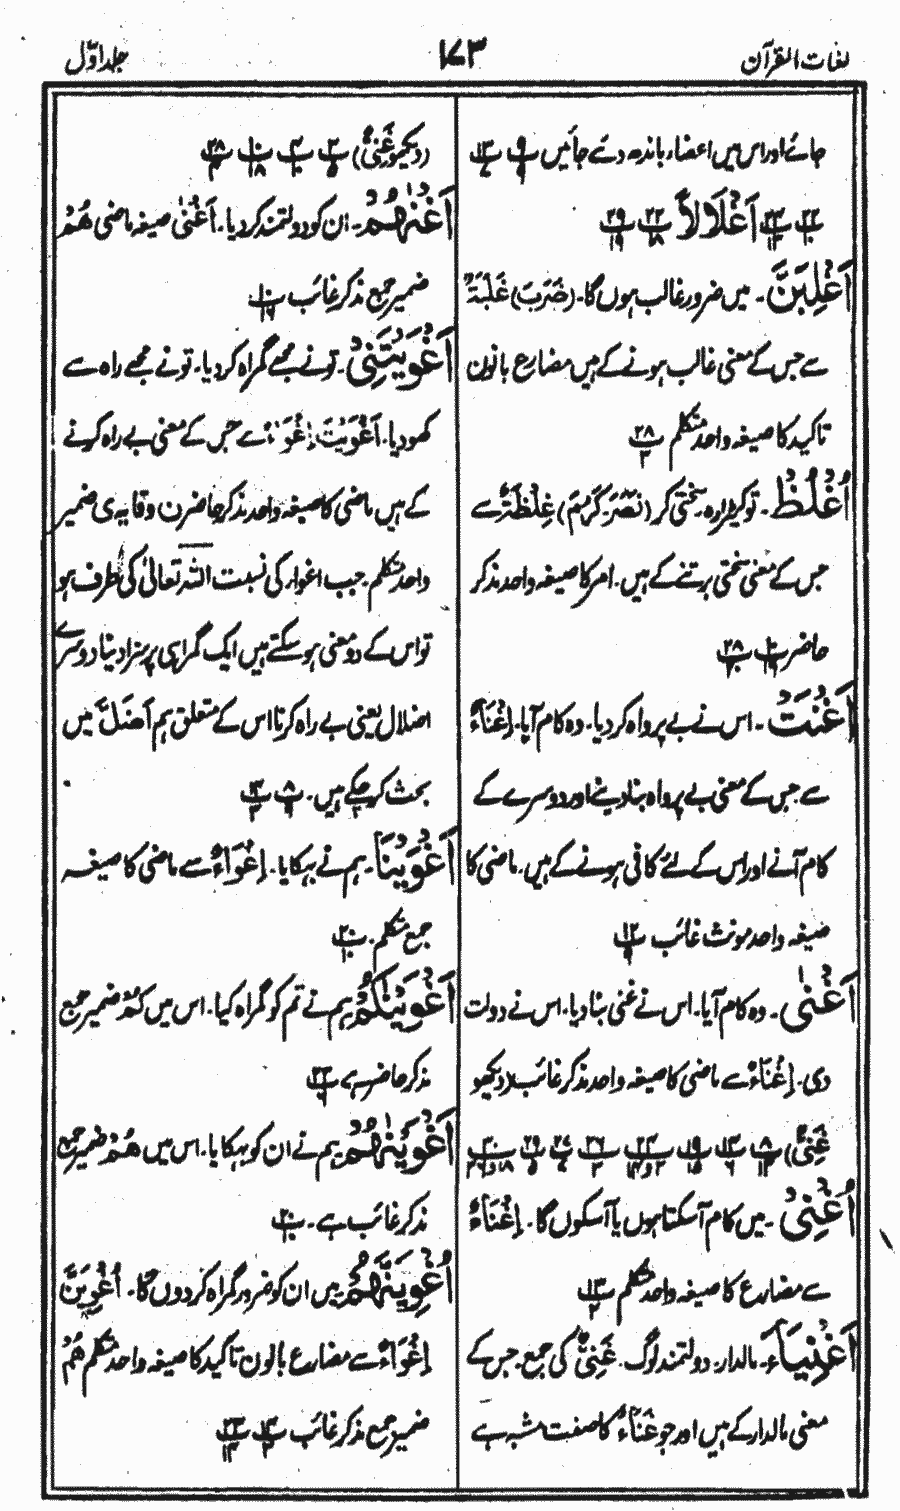 لغات القرآن
۱۷۳
جلد اوّل
جائے اور اس میں اعضاء باندھ دئے جائیں
اَغْلَالًا
اَغْلِبَنَّ۔ میں ضرور غالب ہوں گا۔ (ضَرَبَ) غَلَبَۃٌ
سے جس کے معنی غالب ہونے کے ہیں مضارع بانون
تاکید کا صیغہ واحد متکلم ۲۸
اُغْلُظْ۔ تو کڑا رہ۔ سختی کر (نَصَرَ۔ کَرُمَ) غِلْظَۃٌ سے
جس کے معنی سختی برتنے کے ہیں۔ امر کا صیغہ واحد مذکر
حاضر
اَغْنَتْ۔ اس نے بے پرواہ کر دیا۔ وہ کام آیا۔ اِغْنَاءٌ
سے جس کے معنی بے پرواہ بنا دینے اور دوسرے کے
کام آنے اور اس کے لئے کافی ہونے کے ہیں۔ ماضی کا
صیغہ واحد مونث غائب ۱۲
اَغْنٰی۔ وہ کام آیا۔ اس نے غنی بنا دیا۔ اس نے دولت
دی۔ اِغْنَاءٌ سے ماضی کا صیغہ واحد مذکر غائب (دیکھو
غَنِیٌّ)
اُغْنِیْ۔ میں کام آسکتا ہوں یا آسکوں گا۔ اِغْنَاءٌ
سے مضارع کا صیغہ واحد متکلم
اَغْنِیَاءَ۔ مالدار۔ دولتمند لوگ۔ غَنِیٌّ کی جمع۔ جس کے
معنی مالدار کے ہیں اور جو غَنَاءٌ کا صفت مشبہ ہے
(دیکھو غَنِیٌّ)
اَغْنٰہُمْ۔ ان کو دولتمند کر دیا۔ اَغْنٰی صیغہ ماضی ھُمْ
ضمیر جمع مذکر غائب
اَغْوَیْتَنِیْ۔ تو نے مجھے گمراہ کر دیا۔ تو نے مجھے راہ سے
کھو دیا۔ اَغْوَیْتَ، اِغْوَاءٌ سے جس کے معنی بے راہ کرنے
کے ہیں ماضی کا صیغہ واحد مذکر حاضر ن وقایہ ی ضمیر
واحد متکلم۔ جب اغوا کی نسبت اللہ تعالیٰ کی طرف ہو
تو اس کے دو معنی ہو سکتے ہیں ایک گمراہی پر سزا دینا دوسرے
اضلال یعنی بے راہ کرنا اس کے متعلق ہم اَضَلَّ میں
بحث کر چکے ہیں۔
اَغْوَیْنَا۔ ہم نے بہکایا۔ اِغْوَاءٌ سے ماضی کا صیغہ
جمع متکلم۔
اَغْوَیْنٰکُمْ ہم نے تم کو گمراہ کیا۔ اس میں کُمْ ضمیر جمع
مذکر حاضر ہے
اَغْوَیْنٰہُمْ ہم نے ان کو بہکایا۔ اس میں ھُمْ ضمیر جمع
مذکر غائب ہے۔
اُغْوِیَنَّہُمْ میں ان کو ضرور گمراہ کر دوں گا۔ اُغْوِیَنَّ
اِغْوَاءٌ سے مضارع بانون تاکید کا صیغہ واحد متکلم ھُمْ
ضمیر جمع مذکر غائب